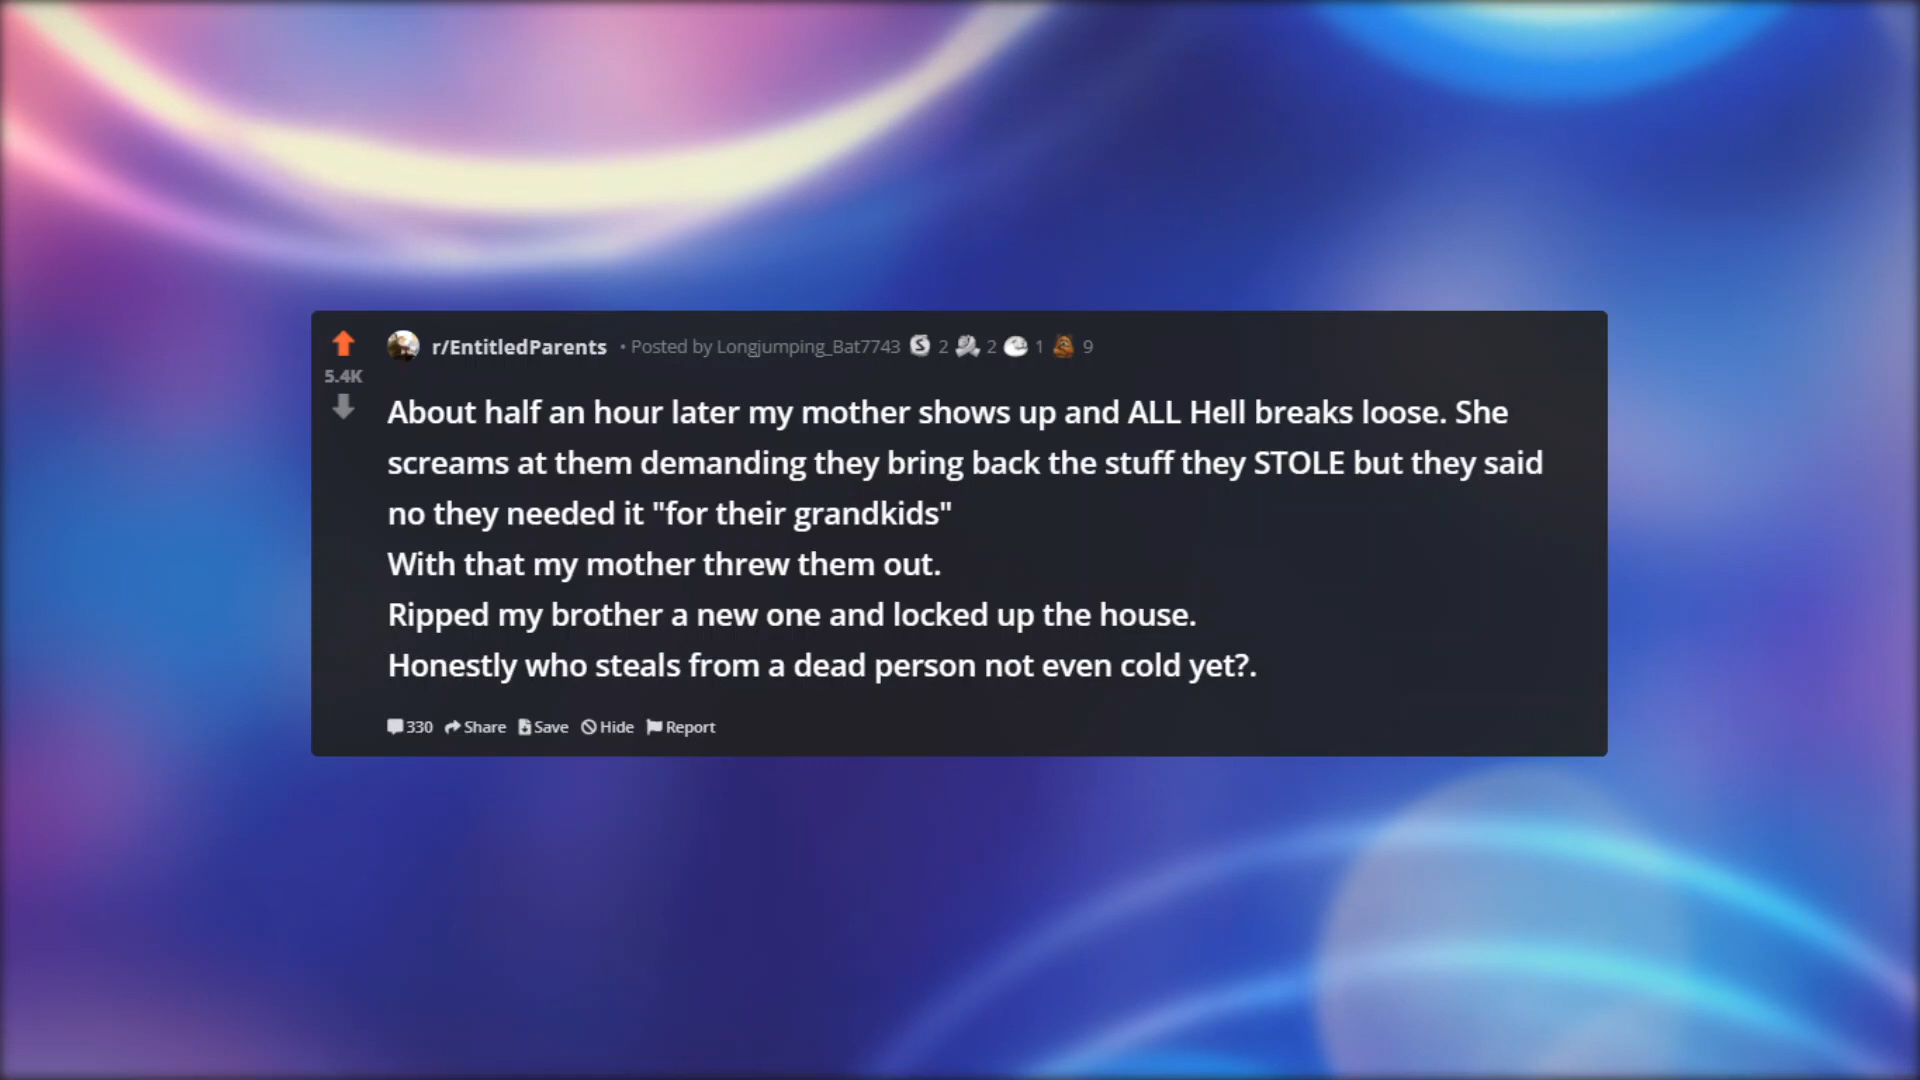 r/EntitledParents • Posted by Longjumping_Bat7743 2 2 1 9
5.4K
About half an hour later my mother shows up and ALL Hell breaks loose. She
screams at them demanding they bring back the stuff they STOLE but they said
no they needed it "for their grandkids"
With that my mother threw them out.
Ripped my brother a new one and locked up the house.
Honestly who steals from a dead person not even cold yet?.
330 Share Save Hide Report